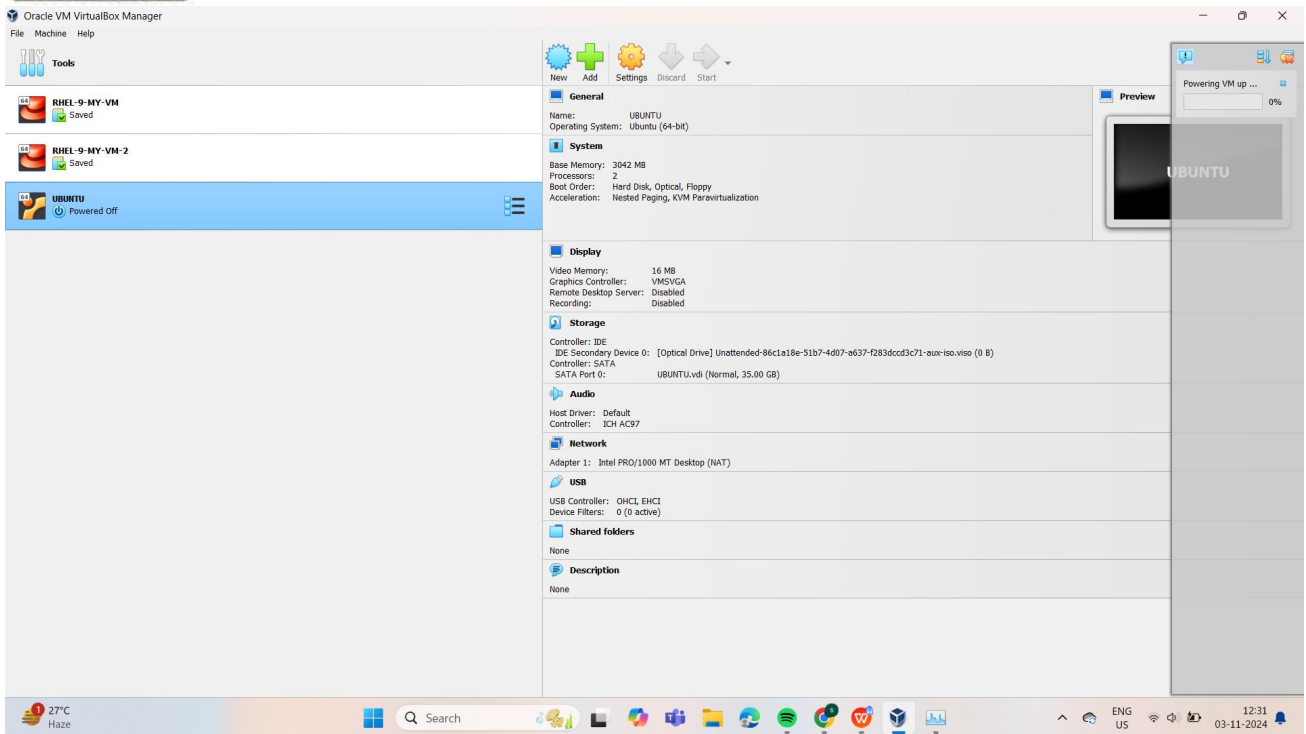 Oracle VM VirtualBox Manager
File Machine Help
Tools
New Add Settings Discard Start
64
RHEL-9-MY-VM
Saved
64
RHEL-9-MY-VM-2
Saved
64
UBUNTU
Powered Off
General
Name: UBUNTU
Operating System: Ubuntu (64-bit)
System
Base Memory: 3042 MB
Processors: 2
Boot Order: Hard Disk, Optical, Floppy
Acceleration: Nested Paging, KVM Paravirtualization
Preview
UBUNTU
Powering VM up ...
0%
Display
Video Memory: 16 MB
Graphics Controller: VMSVGA
Remote Desktop Server: Disabled
Recording: Disabled
Storage
Controller: IDE
IDE Secondary Device 0: [Optical Drive] Unattended-86c1a18e-51b7-4d07-a637-f283dccd3c71-aux-iso.viso (0 B)
Controller: SATA
SATA Port 0: UBUNTU.vdi (Normal, 35.00 GB)
Audio
Host Driver: Default
Controller: ICH AC97
Network
Adapter 1: Intel PRO/1000 MT Desktop (NAT)
USB
USB Controller: OHCI, EHCI
Device Filters: 0 (0 active)
Shared folders
None
Description
None
1
27°C
Haze
Search
ENG
US
12:31
03-11-2024